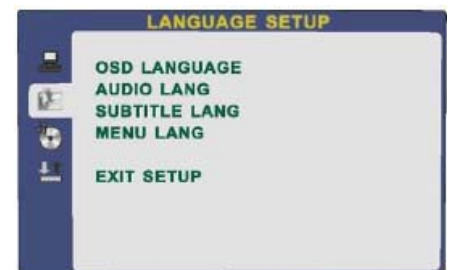 LANGUAGE SETUP
OSD LANGUAGE
AUDIO LANG
SUBTITLE LANG
MENU LANG
EXIT SETUP